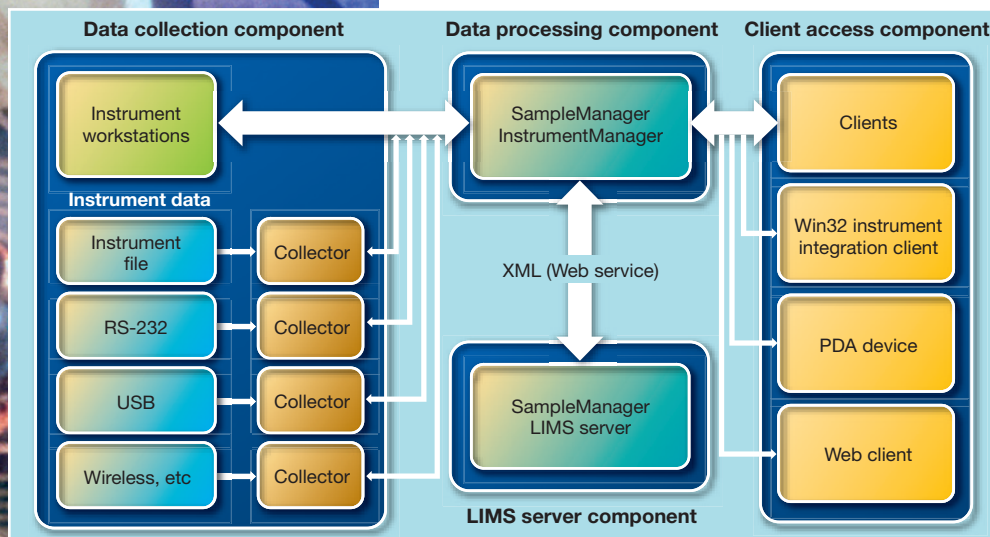 Data collection component
Data processing component
Client access component
Instrument
workstations
SampleManager
InstrumentManager
Clients
Instrument data
Instrument
file
Collector
Win32 instrument
integration client
XML (Web service)
RS-232
Collector
PDA device
USB
Collector
SampleManager
LIMS server
Wireless, etc
Collector
Web client
LIMS server component